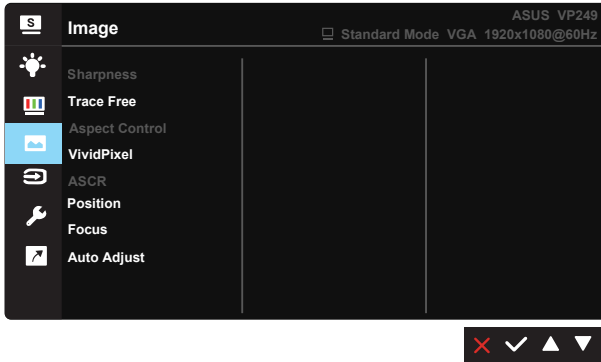 S
Image
ASUS VP249
Standard Mode VGA 1920x1080@60Hz
Sharpness
Trace Free
Aspect Control
VividPixel
ASCR
Position
Focus
Auto Adjust